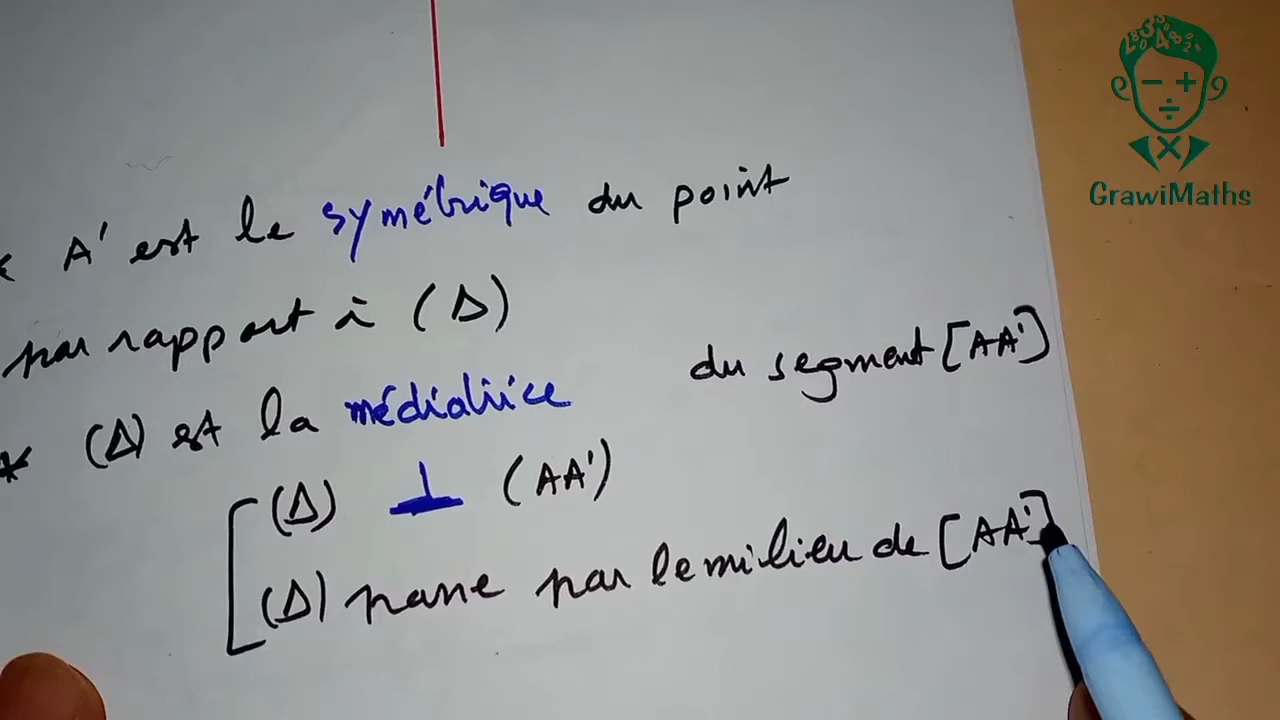 * A' est le symétrique du point
par rapport à (Δ)
* (Δ) est la médiatrice du segment [AA']
(Δ) ⊥ (AA')
(Δ) passe par le milieu de [AA']
GrawiMaths